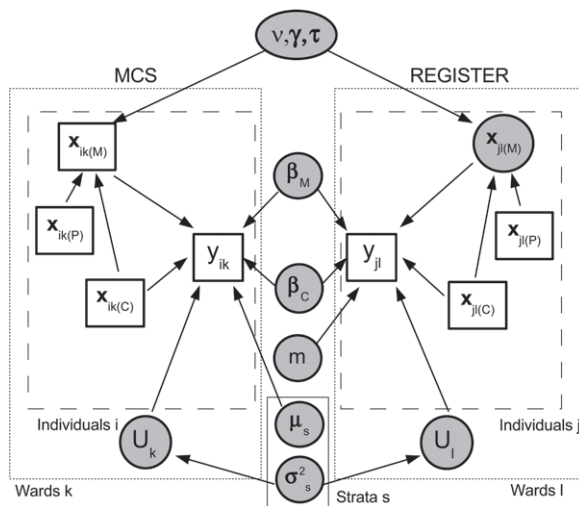 ν,γ,τ
MCS
REGISTER
x_ik(M)
x_jl(M)
β_M
x_ik(P)
x_jl(P)
y_ik
y_jl
x_ik(C)
β_C
x_jl(C)
m
μ_s
Individuals i
Individuals j
U_k
U_l
σ²_s
Wards k
Strata s
Wards l